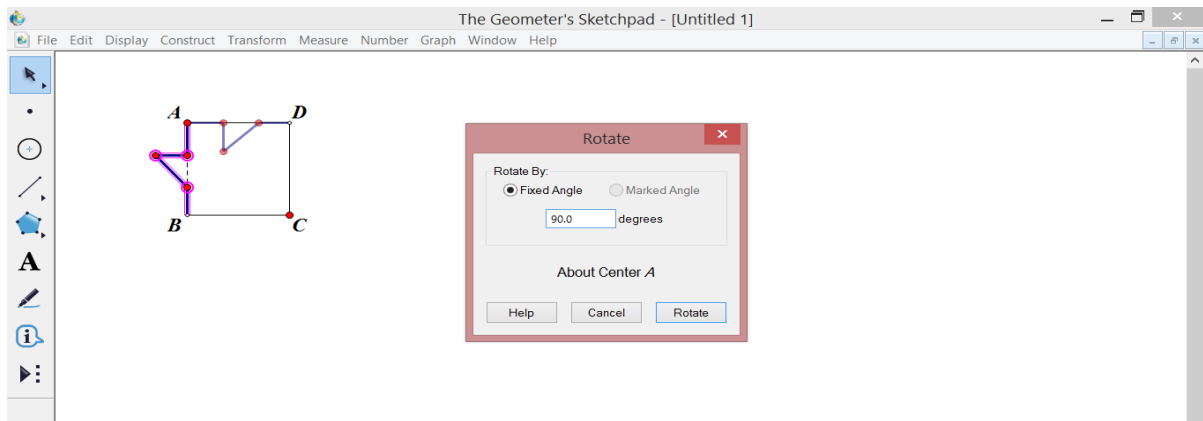 The Geometer's Sketchpad - [Untitled 1]
File Edit Display Construct Transform Measure Number Graph Window Help
A D
B C
A
Rotate
Rotate By:
Fixed Angle Marked Angle
90.0 degrees
About Center A
Help Cancel Rotate